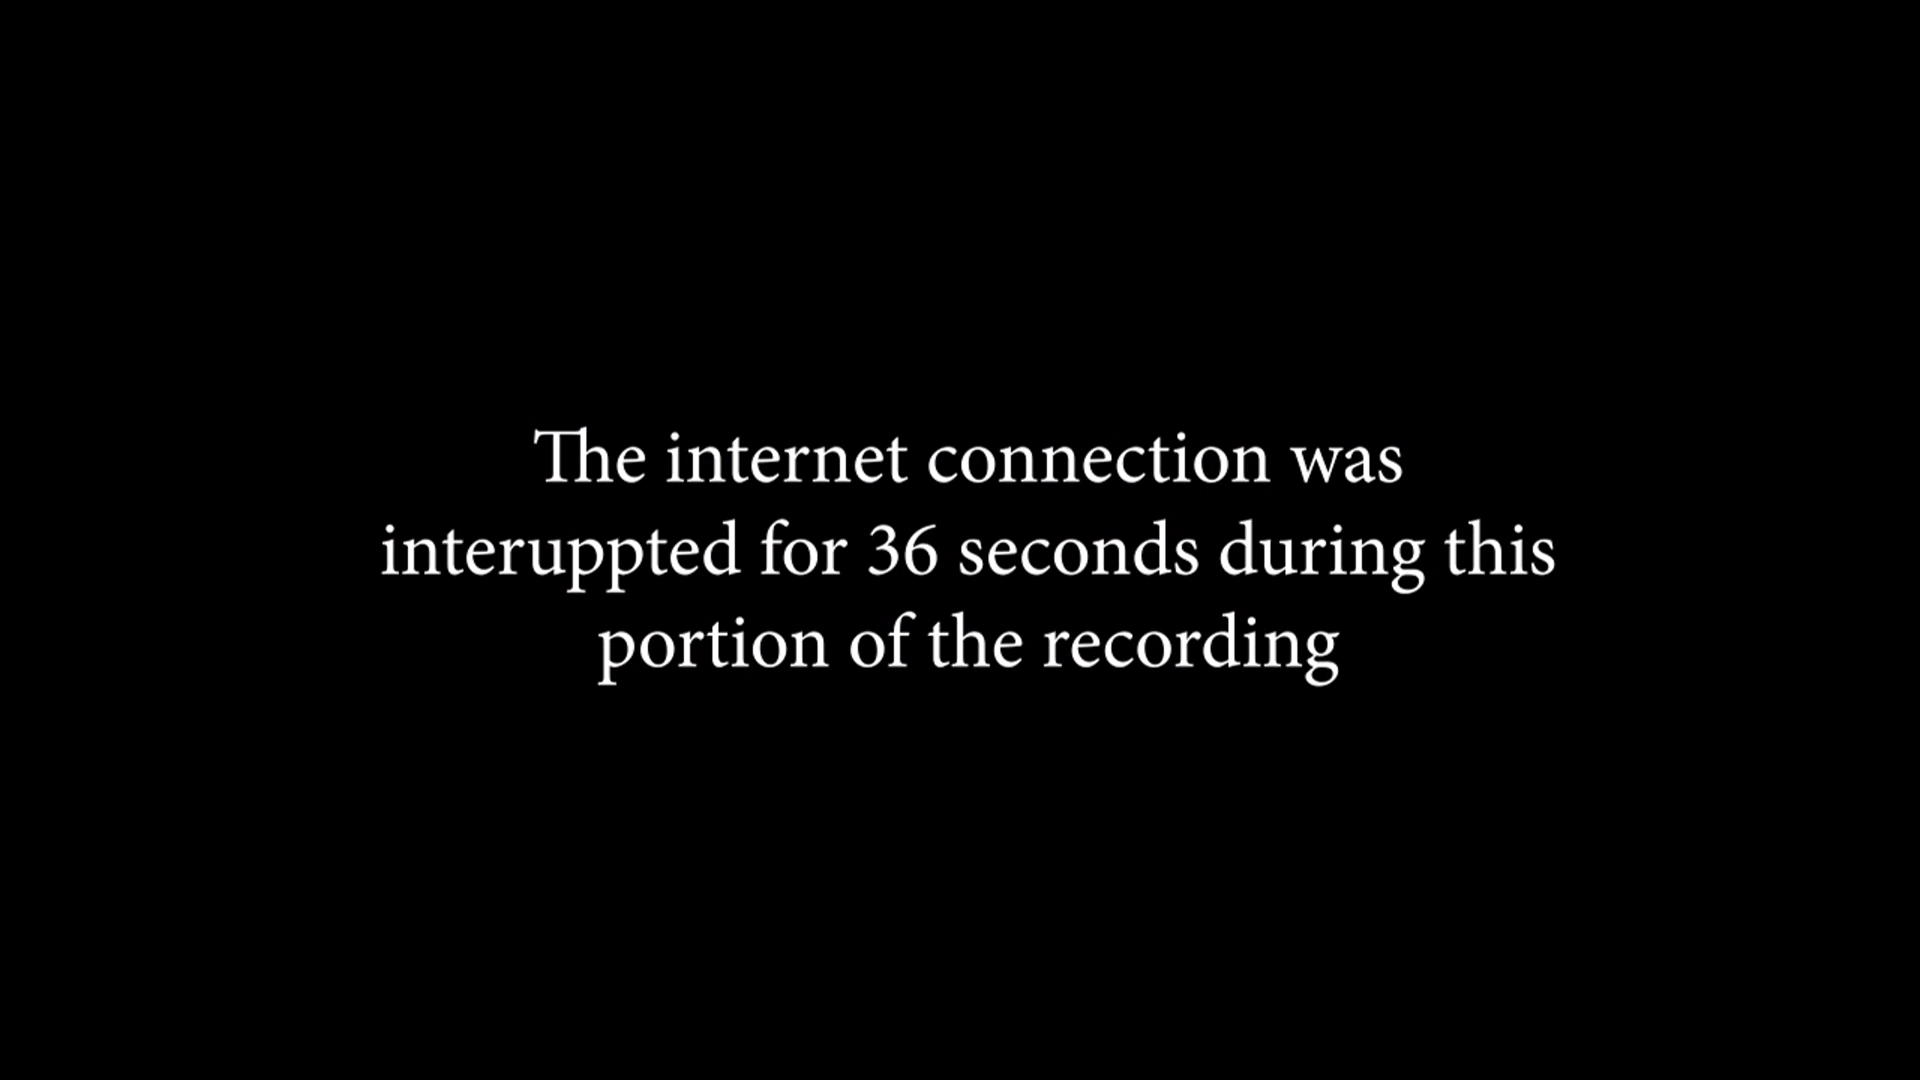 The internet connection was
interuppted for 36 seconds during this
portion of the recording